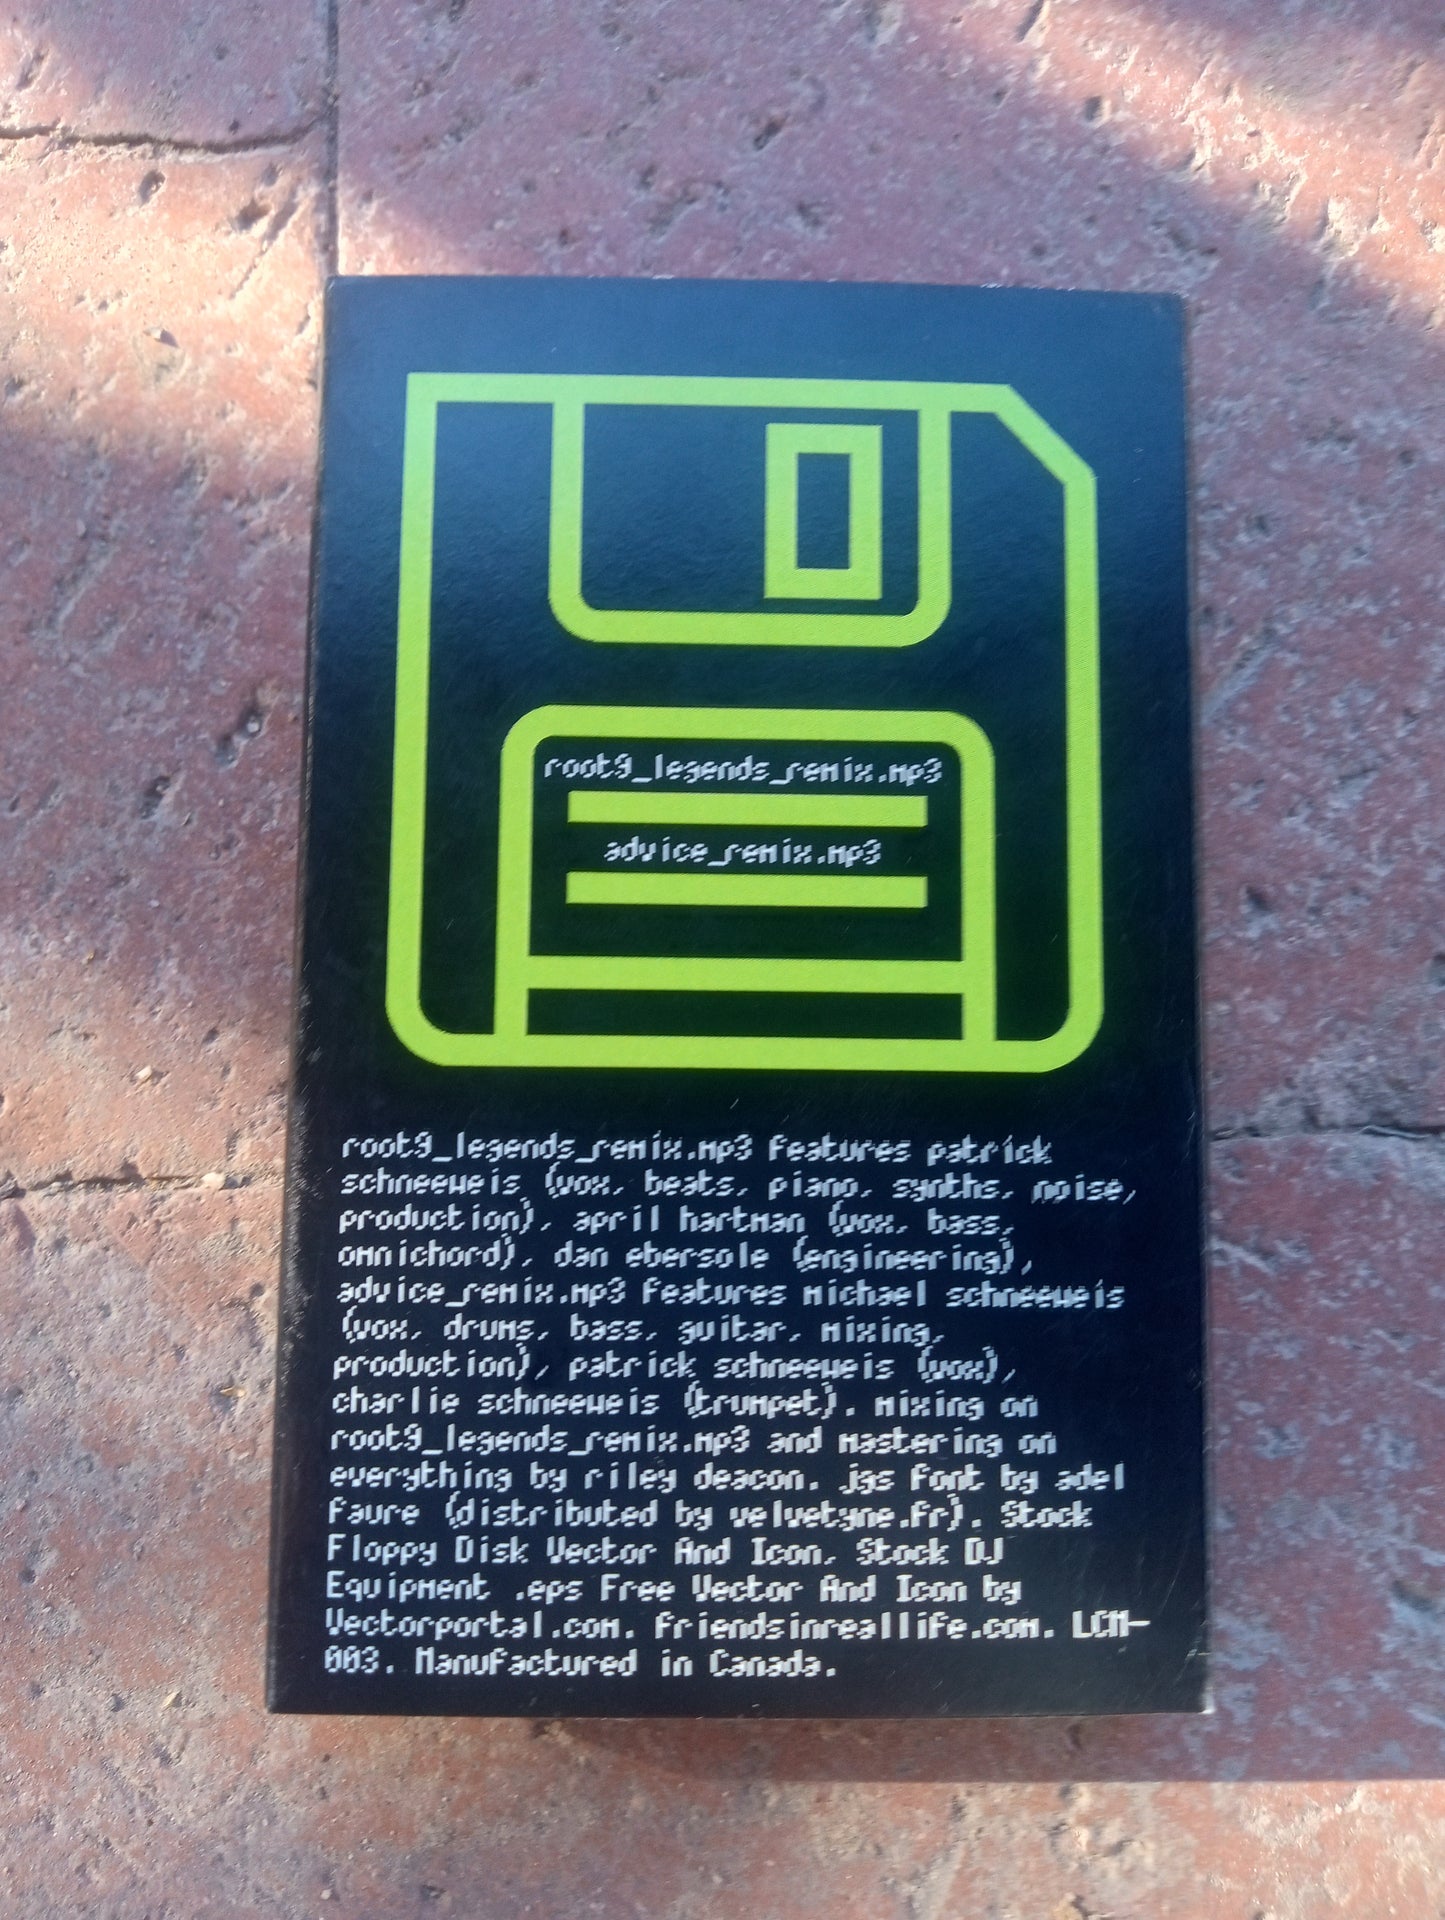 root9_legends_remix.mp3
advice_remix.mp3
root9_legends_remix.mp3 features patrick
schneeweis (vox, beats, piano, synths, noise,
production), april hartman (vox, bass,
omnichord), dan ebersole (engineering),
advice_remix.mp3 features michael schneeweis
(vox, drums, bass, guitar, mixing,
production), patrick schneeweis (vox),
charlie schneeweis (trumpet). mixing on
root9_legends_remix.mp3 and mastering on
everything by riley deacon. jgs font by adel
faure (distributed by velvetyne.fr). Stock
Floppy Disk Vector And Icon, Stock DJ
Equipment .eps Free Vector And Icon by
Vectorportal.com. friendsinreallife.com. LCM-
003. Manufactured in Canada.